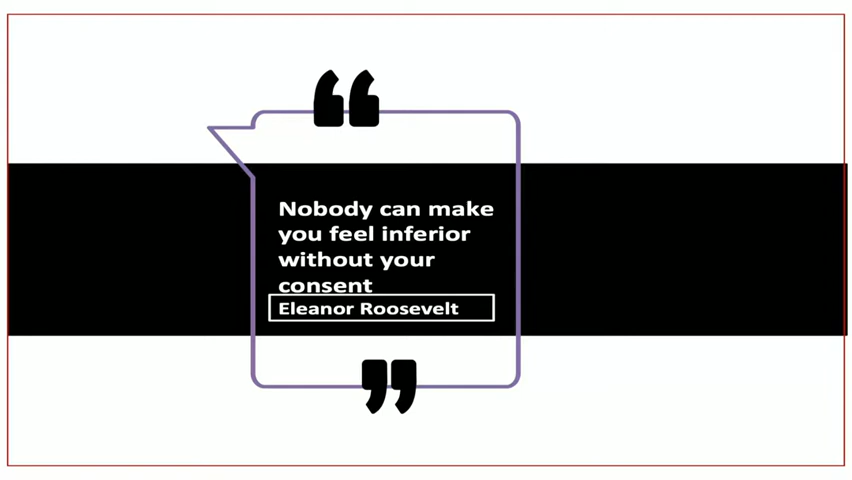 Nobody can make
you feel inferior
without your
consent
Eleanor Roosevelt